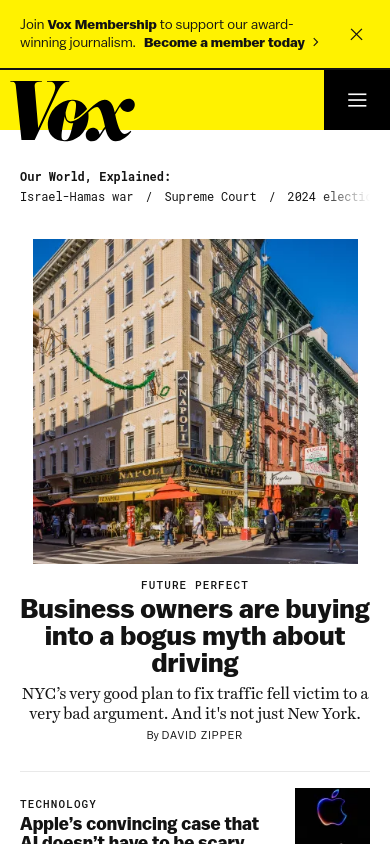 Join Vox Membership to support our award-
winning journalism. Become a member today
Vox
Our World, Explained:
Israel-Hamas war / Supreme Court / 2024 electi
NAPOLI
CAFFE NAPOLI CAFFE
FUTURE PERFECT
Business owners are buying
into a bogus myth about
driving
NYC’s very good plan to fix traffic fell victim to a
very bad argument. And it's not just New York.
By DAVID ZIPPER
TECHNOLOGY
Apple’s convincing case that
AI doesn’t have to be scary